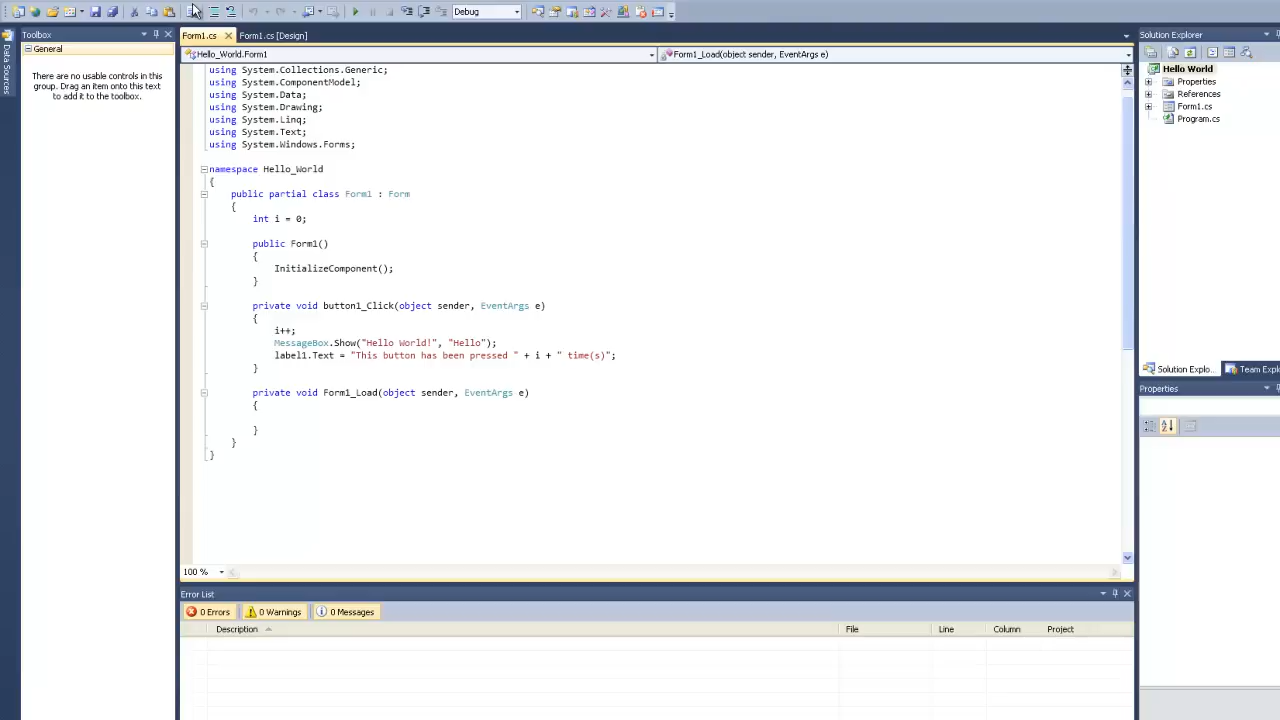 Debug
Toolbox
General
There are no usable controls in this
group. Drag an item onto this text
to add it to the toolbox.
Data Sources
Form1.cs
Form1.cs [Design]
Hello_World.Form1
Form1_Load(object sender, EventArgs e)
using System.Collections.Generic;
using System.ComponentModel;
using System.Data;
using System.Drawing;
using System.Linq;
using System.Text;
using System.Windows.Forms;
namespace Hello_World
{
public partial class Form1 : Form
{
int i = 0;
public Form1()
{
InitializeComponent();
}
private void button1_Click(object sender, EventArgs e)
{
i++;
MessageBox.Show("Hello World!", "Hello");
label1.Text = "This button has been pressed " + i + " time(s)";
}
private void Form1_Load(object sender, EventArgs e)
{
}
}
}
100 %
Error List
0 Errors
0 Warnings
0 Messages
Description
File
Line
Column
Project
Solution Explorer
Hello World
Properties
References
Form1.cs
Program.cs
Solution Explo...
Team Explo
Properties